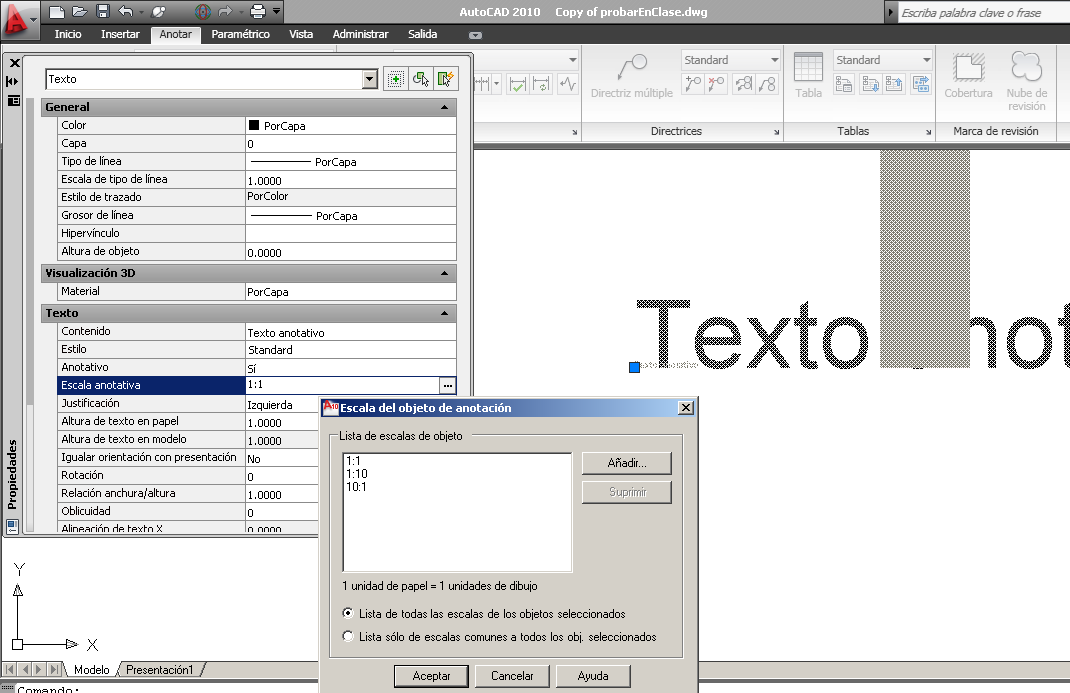 AutoCAD 2010 Copy of probarEnClase.dwg
Escriba palabra clave o frase
Inicio Insertar Anotar Paramétrico Vista Administrar Salida
Texto
General
Color PorCapa
Capa 0
Tipo de línea PorCapa
Escala de tipo de línea 1.0000
Estilo de trazado PorColor
Grosor de línea PorCapa
Hipervínculo
Altura de objeto 0.0000
Visualización 3D
Material PorCapa
Texto
Contenido Texto anotativo
Estilo Standard
Anotativo Sí
Escala anotativa 1:1 ...
Justificación Izquierda
Altura de texto en papel 1.0000
Altura de texto en modelo 1.0000
Igualar orientación con presentación No
Rotación 0
Relación anchura/altura 1.0000
Oblicuidad 0
Alineación de texto X 0.0000
Propiedades
Directriz múltiple
Standard
Directrices
Tabla
Standard
Tablas
Cobertura
Nube de
revisión
Marca de revisión
Texto anot
Texto anotativo
Escala del objeto de anotación
Lista de escalas de objeto
1:1
1:10
10:1
Añadir...
Suprimir
1 unidad de papel = 1 unidades de dibujo
Lista de todas las escalas de los objetos seleccionados
Lista sólo de escalas comunes a todos los obj. seleccionados
Aceptar Cancelar Ayuda
Y
X
Modelo Presentación1
Comando: